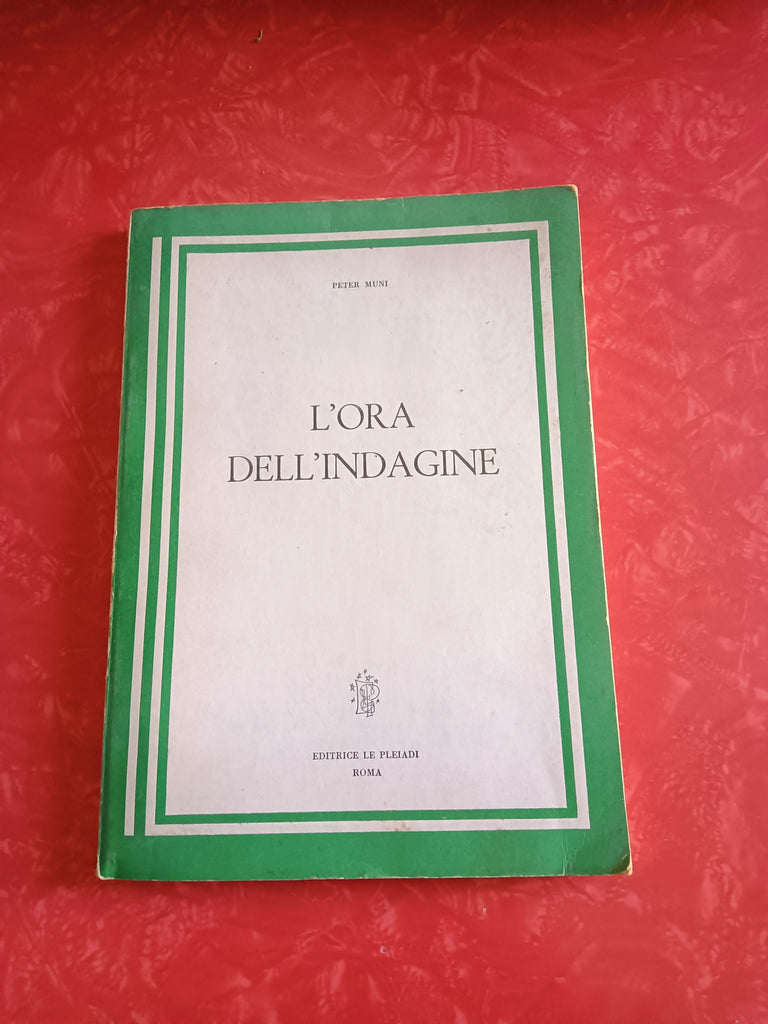 PETER MUNI
L'ORA
DELL'INDAGINE
EDITRICE LE PLEIADI
ROMA